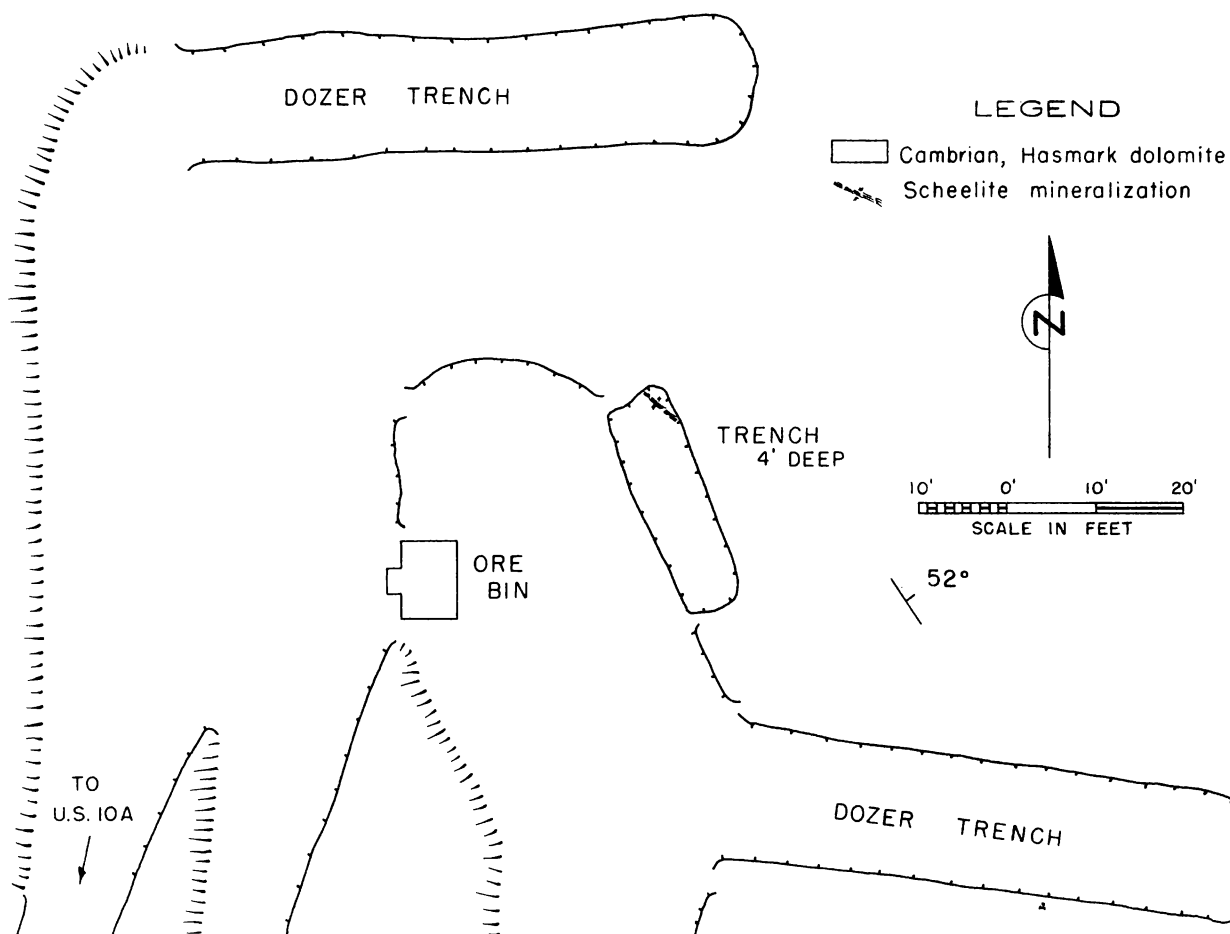 DOZER TRENCH
LEGEND
Cambrian, Hasmark dolomite
Scheelite mineralization
N
TRENCH
4' DEEP
10' 0' 10' 20'
SCALE IN FEET
ORE
BIN
52°
TO
U.S. 10A
DOZER TRENCH